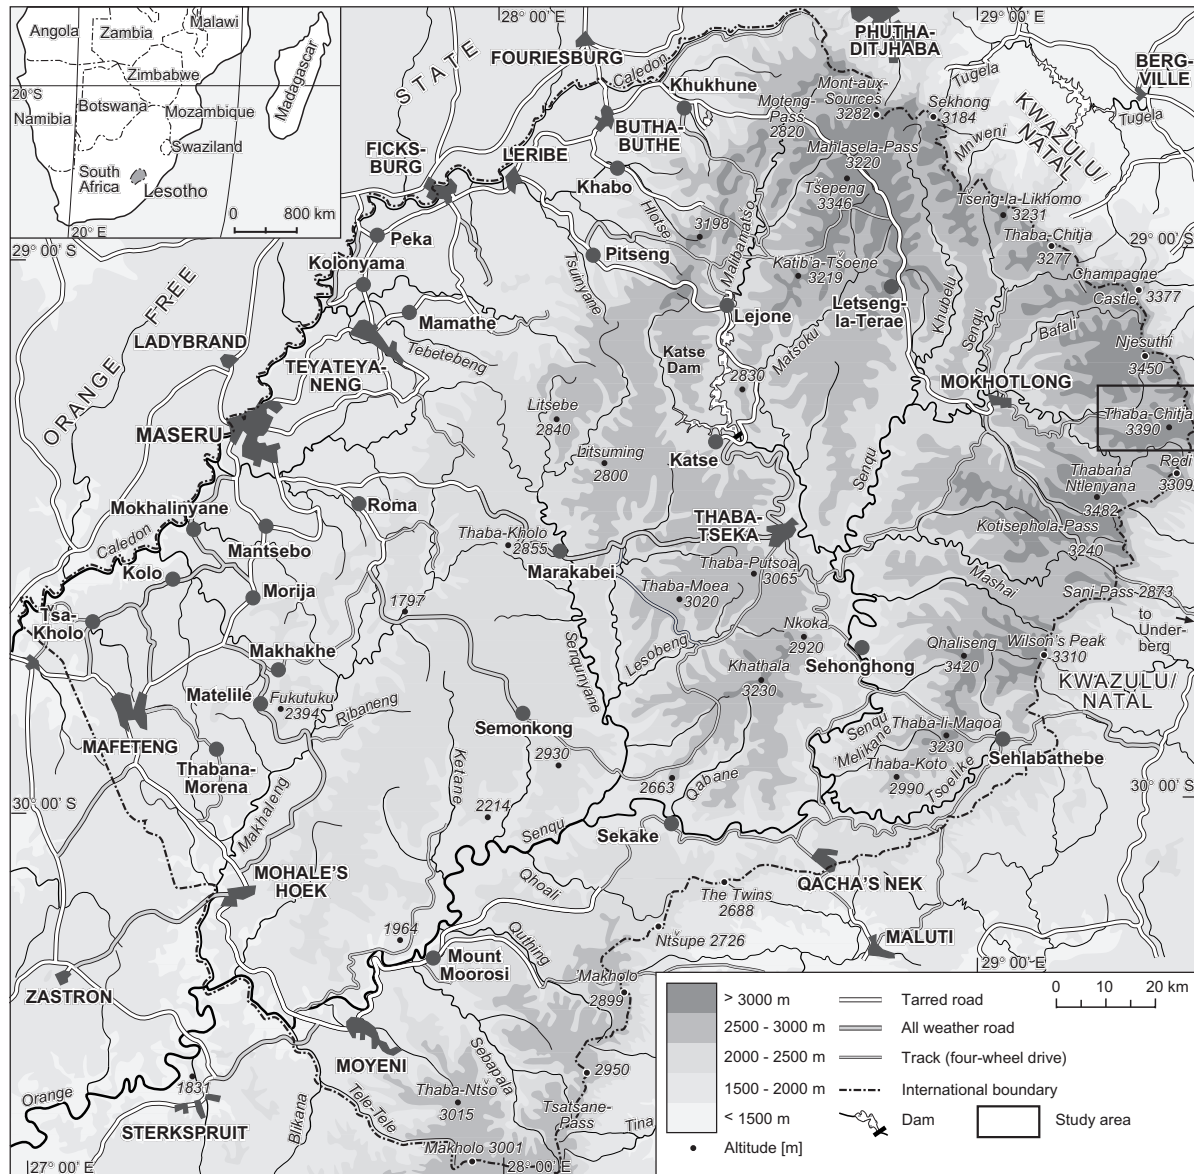 Angola
Zambia
Malawi
Zimbabwe
20°S
Botswana
Mozambique
Namibia
Swaziland
South
Africa
Lesotho
Madagascar
0 800 km
20° E
28° 00' E
29° 00' E
STATE
FOURIESBURG
Caledon
PHUTHA-
DITJHABA
Tugela
BERG-
VILLE
Tugela
Khukhune
Mont-aux-
Sources
3282
Moteng-
Pass
2820
Sekhong
3184
KWAZULU/
NATAL
Mnweni
BUTHA-
BUTHE
FICKS-
BURG
LERIBE
Khabo
Mahlasela-Pass
3220
Tšepeng
3346
Tšeng-la-Likhomo
3231
Thaba-Chitja
3277
29° 00' S
29° 00' S
Hlotse
3198
Malibamatšo
Peka
Kolonyama
Pitseng
Tsuinyane
Katib'a-Tšoene
3219
Letseng-
la-Terae
Khubelu
Senqu
Champagne
Castle
3377
Bafali
Njesuthi
3450
FREE
Mamathe
Lejone
LADYBRAND
TEYATEYA-
NENG
Tebetebeng
Katse
Dam
2830
Matsoku
MOKHOTLONG
Thaba-Chitja
3390
ORANGE
MASERU
Litsebe
2840
Litsuming
2800
Katse
Senqu
Redi
3309
Thabana
Ntlenyana
3482
Roma
Mokhalinyane
Caledon
Mantsebo
Thaba-Kholo
2855
THABA-
TSEKA
Kotisephola-Pass
3240
Kolo
Morija
Marakabei
Thaba-Putsoa
3065
Thaba-Moea
3020
Mashai
Sani-Pass 2873
to
Under-
berg
Tša-
Kholo
1797
Nkoka
2920
Makhakhe
Senqunyane
Lesobeng
Sehonghong
Qhaliseng
3420
Wilson's Peak
3310
KWAZULU/
NATAL
Matelile
Fukutuku
2394
Ribaneng
Khathala
3230
MAFETENG
Semonkong
2930
Senqu
'Melikane
Thaba-li-Maqoa
3230
Sehlabathebe
Thabana-
Morena
Ketane
2663
Qabane
Thaba-Koto
2990
Tsoelike
30° 00' S
30° 00' S
Makhaleng
2214
Senqu
Sekake
MOHALE'S
HOEK
Qhoali
QACHA'S NEK
The Twins
2688
1964
Quthing
Ntšupe 2726
MALUTI
Mount
Moorosi
29° 00' E
ZASTRON
'Makholo
2899
MOYENI
Sebapala
2950
Orange
1831
Thaba-Ntšo
3015
Tsatsane-
Pass
Tele-Tele
Blikana
STERKSPRUIT
Tina
'Makholo 3001
27° 00' E
28° 00' E
> 3000 m
2500 - 3000 m
2000 - 2500 m
1500 - 2000 m
< 1500 m
Altitude [m]
Tarred road
All weather road
Track (four-wheel drive)
International boundary
Dam
Study area
0 10 20 km